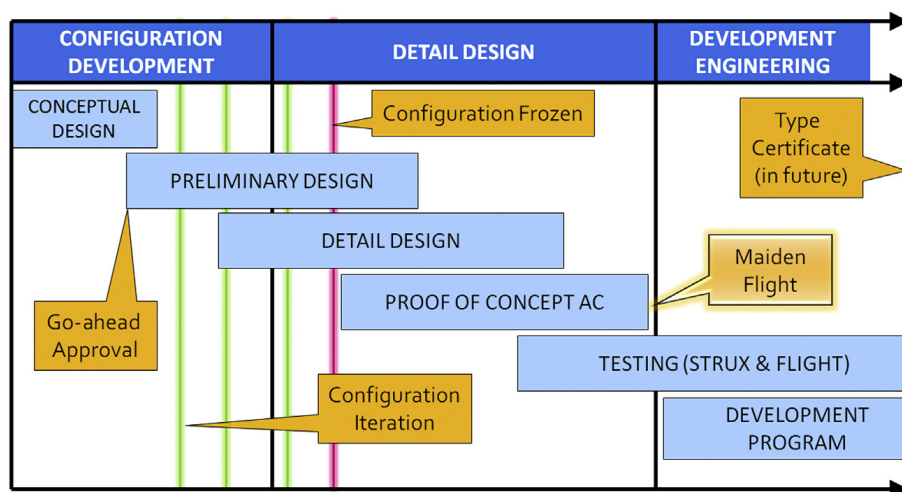 CONFIGURATION
DEVELOPMENT
DETAIL DESIGN
DEVELOPMENT
ENGINEERING
CONCEPTUAL
DESIGN
Configuration Frozen
Type
Certificate
(in future)
PRELIMINARY DESIGN
DETAIL DESIGN
Maiden
Flight
PROOF OF CONCEPT AC
Go-ahead
Approval
TESTING (STRUX & FLIGHT)
Configuration
Iteration
DEVELOPMENT
PROGRAM